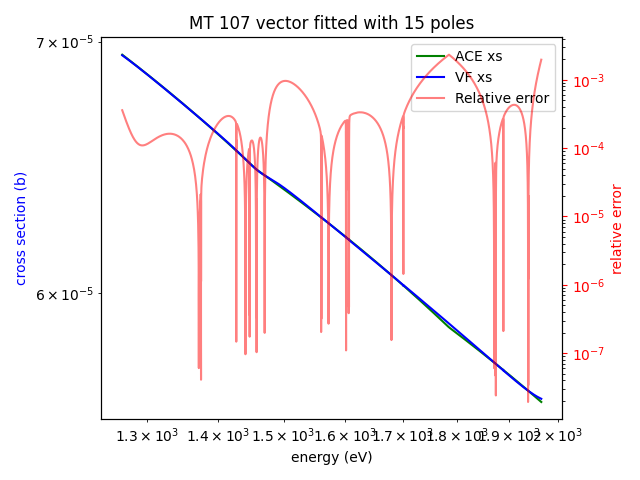 MT 107 vector fitted with 15 poles
7 × 10⁻⁵
6 × 10⁻⁵
cross section (b)
ACE xs
VF xs
Relative error
10⁻³
10⁻⁴
10⁻⁵
10⁻⁶
10⁻⁷
relative error
1.3 × 10³ 1.4 × 10³ 1.5 × 10³ 1.6 × 10³ 1.7 × 10³ 1.8 × 10³ 1.9 × 10³ 2 × 10³
energy (eV)